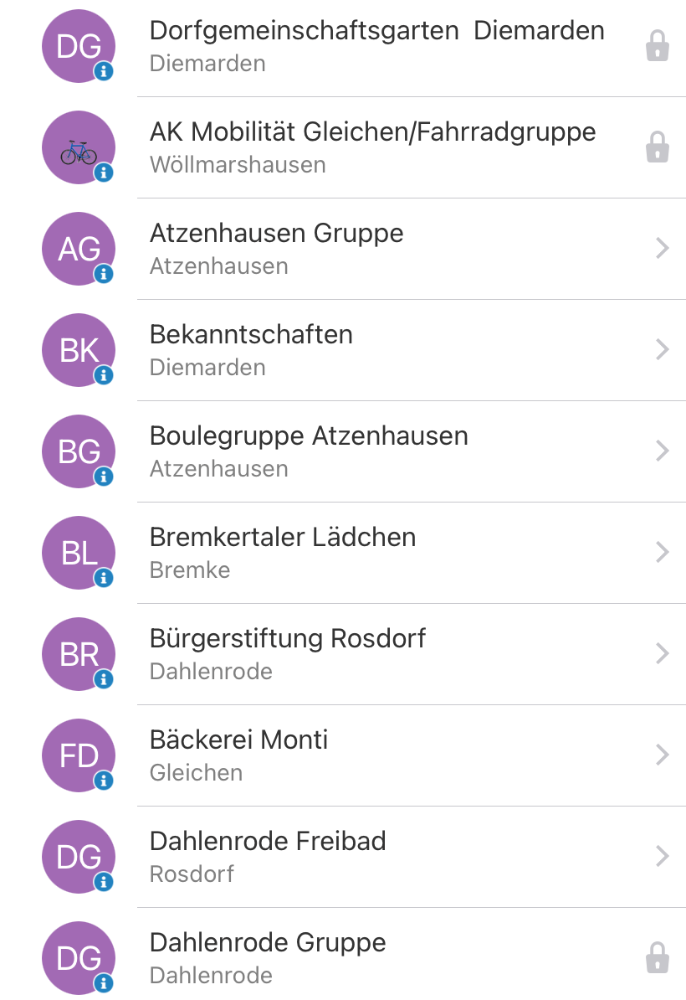 DG
Dorfgemeinschaftsgarten  Diemarden
Diemarden
AK Mobilität Gleichen/Fahrradgruppe
Wöllmarshausen
AG
Atzenhausen Gruppe
Atzenhausen
BK
Bekanntschaften
Diemarden
BG
Boulegruppe Atzenhausen
Atzenhausen
BL
Bremkertaler Lädchen
Bremke
BR
Bürgerstiftung Rosdorf
Dahlenrode
FD
Bäckerei Monti
Gleichen
DG
Dahlenrode Freibad
Rosdorf
DG
Dahlenrode Gruppe
Dahlenrode